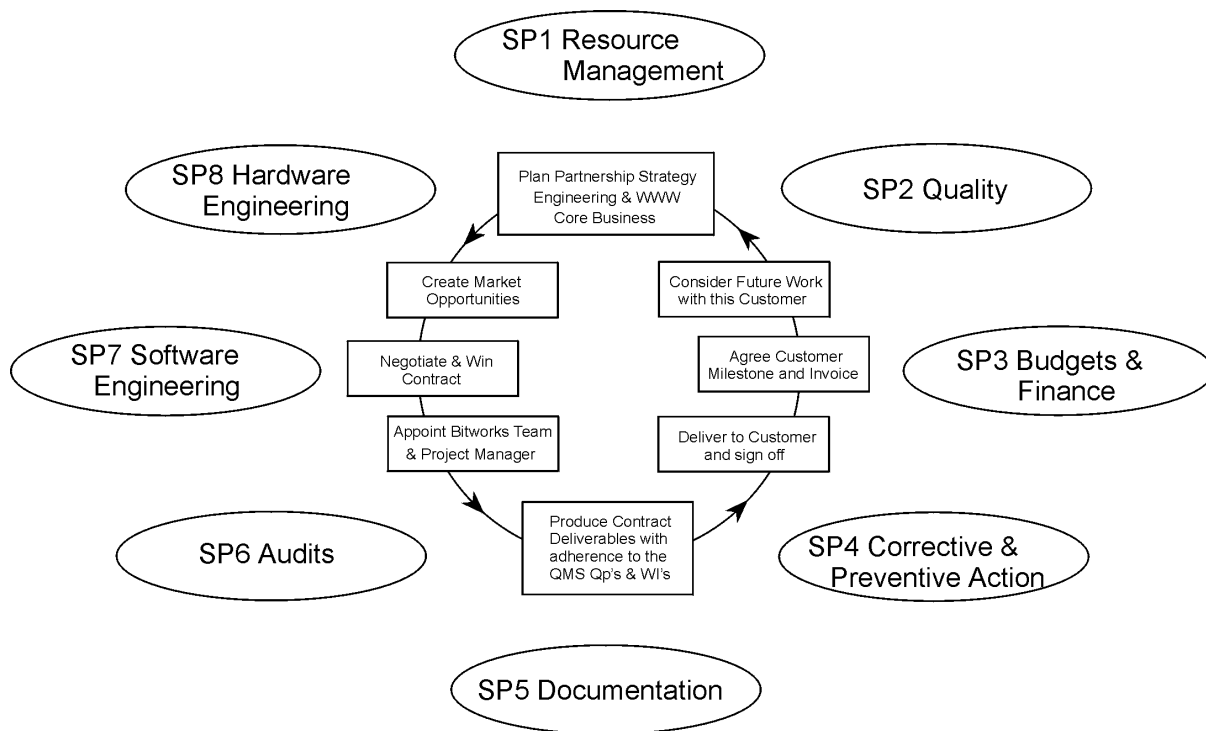 SP1 Resource
Management
SP8 Hardware
Engineering
Plan Partnership Strategy
Engineering & WWW
Core Business
SP2 Quality
Create Market
Opportunities
Consider Future Work
with this Customer
SP7 Software
Engineering
Negotiate & Win
Contract
Agree Customer
Milestone and Invoice
SP3 Budgets &
Finance
Appoint Bitworks Team
& Project Manager
Deliver to Customer
and sign off
SP6 Audits
Produce Contract
Deliverables with
adherence to the
QMS Qp's & WI's
SP4 Corrective &
Preventive Action
SP5 Documentation